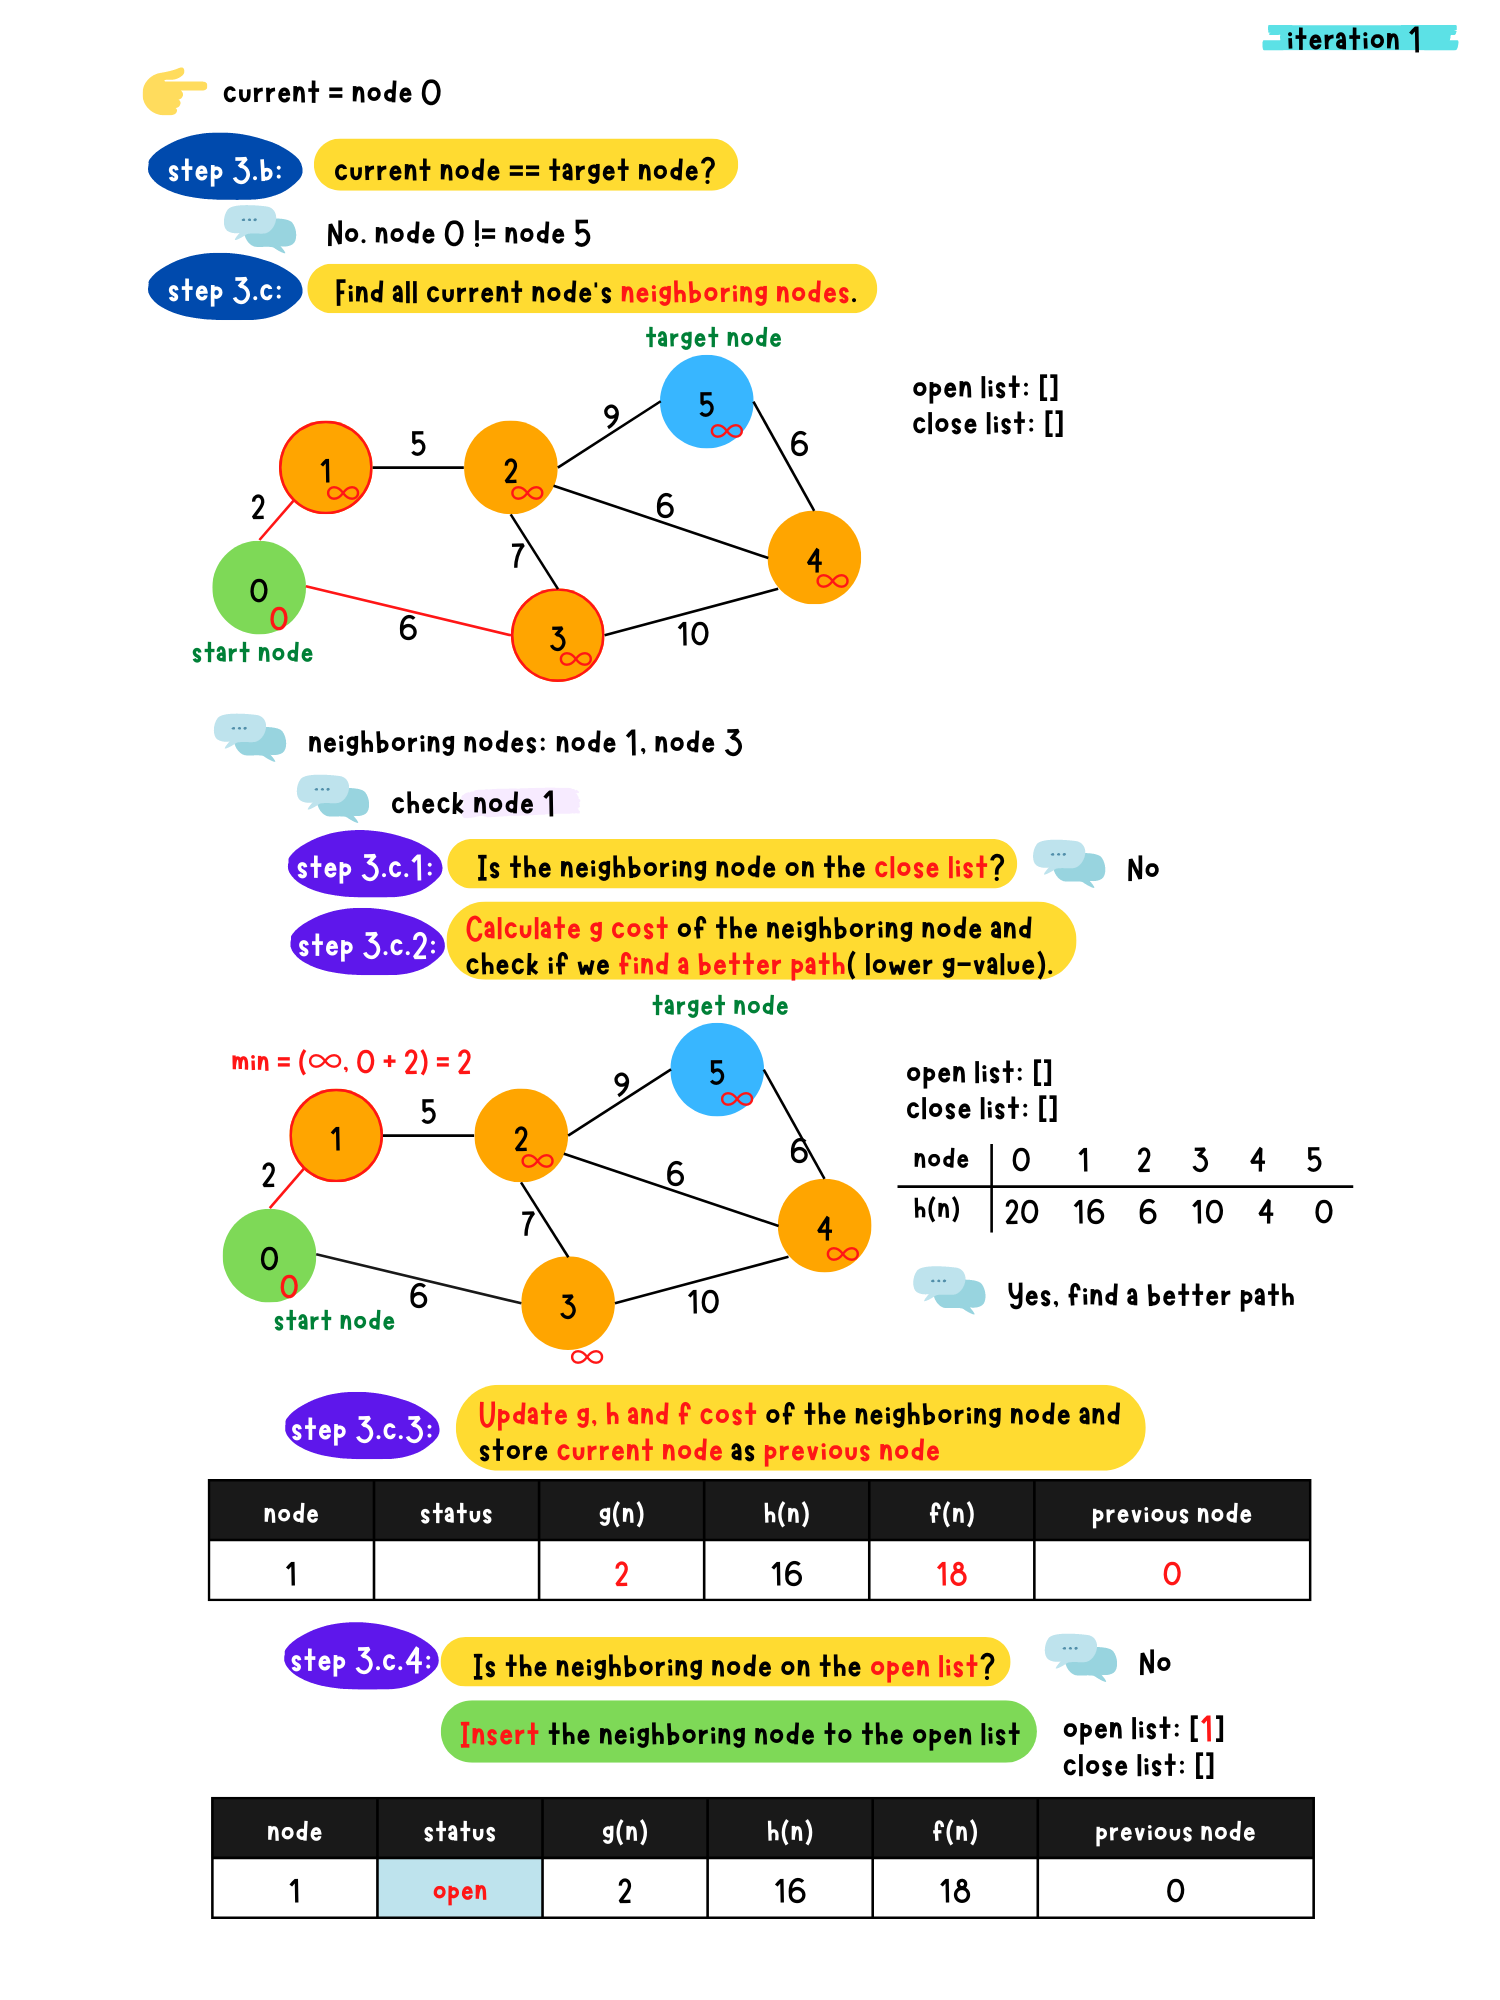 iteration 1
current = node 0
step 3.b:
current node == target node?
No. node 0 != node 5
step 3.c:
Find all current node's neighboring nodes.
target node
open list: []
close list: []
5
∞
9
6
1
∞
5
2
∞
2
6
7
4
∞
0
0
6
3
∞
10
start node
neighboring nodes: node 1, node 3
check node 1
step 3.c.1:
Is the neighboring node on the close list?
No
step 3.c.2:
Calculate g cost of the neighboring node and
check if we find a better path( lower g-value).
target node
min = (∞, 0 + 2) = 2
open list: []
close list: []
5
∞
9
6
1
5
2
∞
2
6
7
4
∞
0
0
6
3
∞
10
start node
node 0 1 2 3 4 5
h(n) 20 16 6 10 4 0
Yes, find a better path
step 3.c.3:
Update g, h and f cost of the neighboring node and
store current node as previous node
node status g(n) h(n) f(n) previous node
1 2 16 18 0
step 3.c.4:
Is the neighboring node on the open list?
No
Insert the neighboring node to the open list
open list: [1]
close list: []
node status g(n) h(n) f(n) previous node
1 open 2 16 18 0